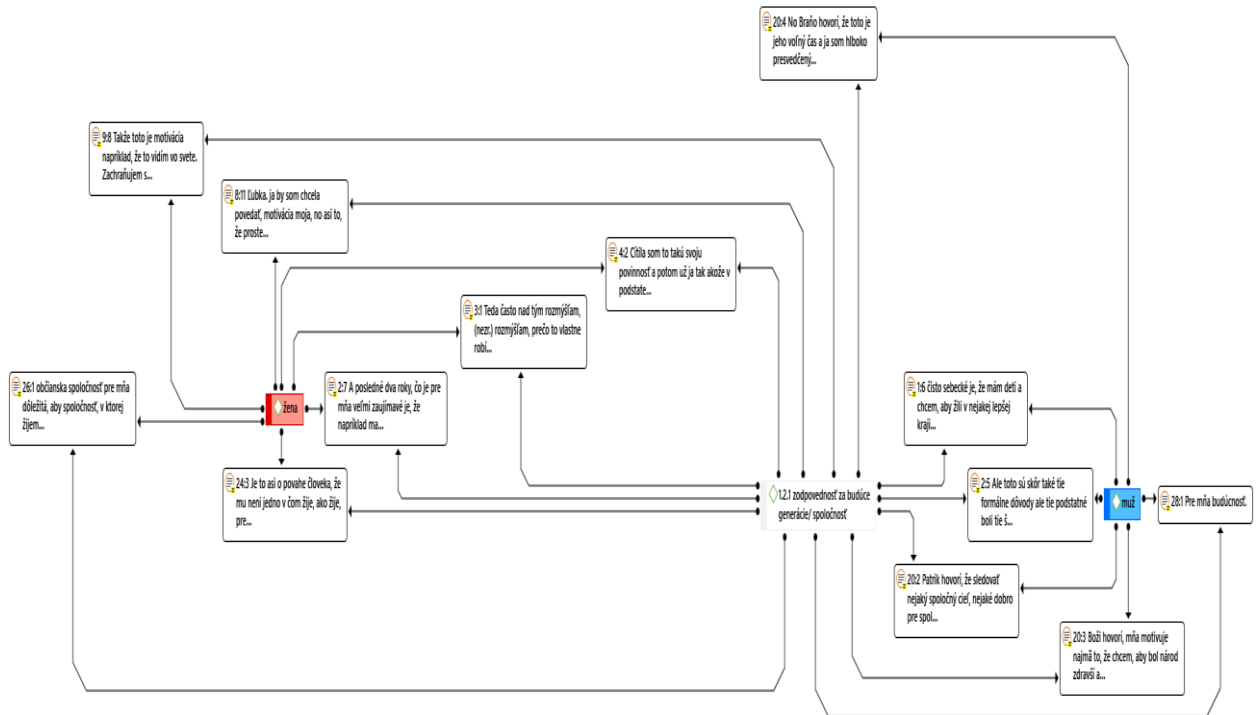 20:4 No Braňo hovorí, že toto je
jeho voľný čas a ja som hlboko
presvedčený...
9:8 Takže toto je motivácia
napríklad, že to vidím vo svete.
Zachraňujem s...
8:11 Ľubka. ja by som chcela
povedať, motivácia moja, no asi to,
že proste...
4:2 Cítila som to takú svoju
povinnosť a potom už ja tak akože v
podstate...
3:1 Teda často nad tým rozmýšľam,
(nezr.) rozmýšľam, prečo to vlastne
robí...
26:1 občianska spoločnosť pre mňa
dôležitá, aby spoločnosť, v ktorej
žijem...
žena
2:7 A posledné dva roky, čo je pre
mňa veľmi zaujímavé je, že
napríklad ma...
1:6 čisto sebecké je, že mám deti a
chcem, aby žili v nejakej lepšej
kraji...
24:3 Je to asi o povahe človeka, že
mu není jedno v čom žije, ako žije,
pre...
1.2.1 zodpovednosť za budúce
generácie/ spoločnosť
2:5 Ale toto sú skôr také tie
formálne dôvody ale tie podstatné
boli tie š...
muž
28:1 Pre mňa budúcnosť.
20:2 Patrik hovorí, že sledovať
nejaký spoločný cieľ, nejaké dobro
pre spol...
20:3 Boži hovorí, mňa motivuje
najmä to, že chcem, aby bol národ
zdravší a...